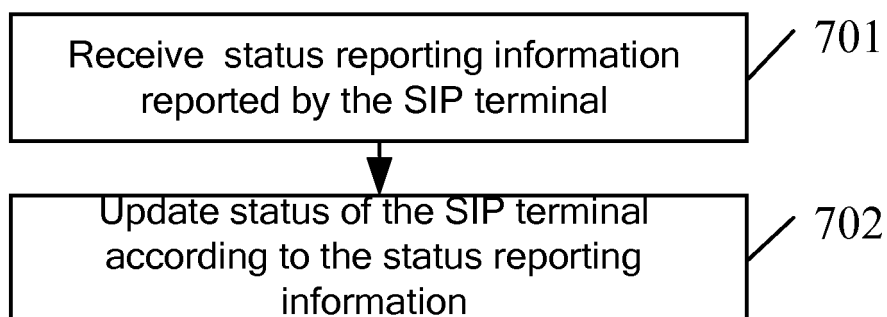 Receive status reporting information
reported by the SIP terminal
701
Update status of the SIP terminal
according to the status reporting
information
702